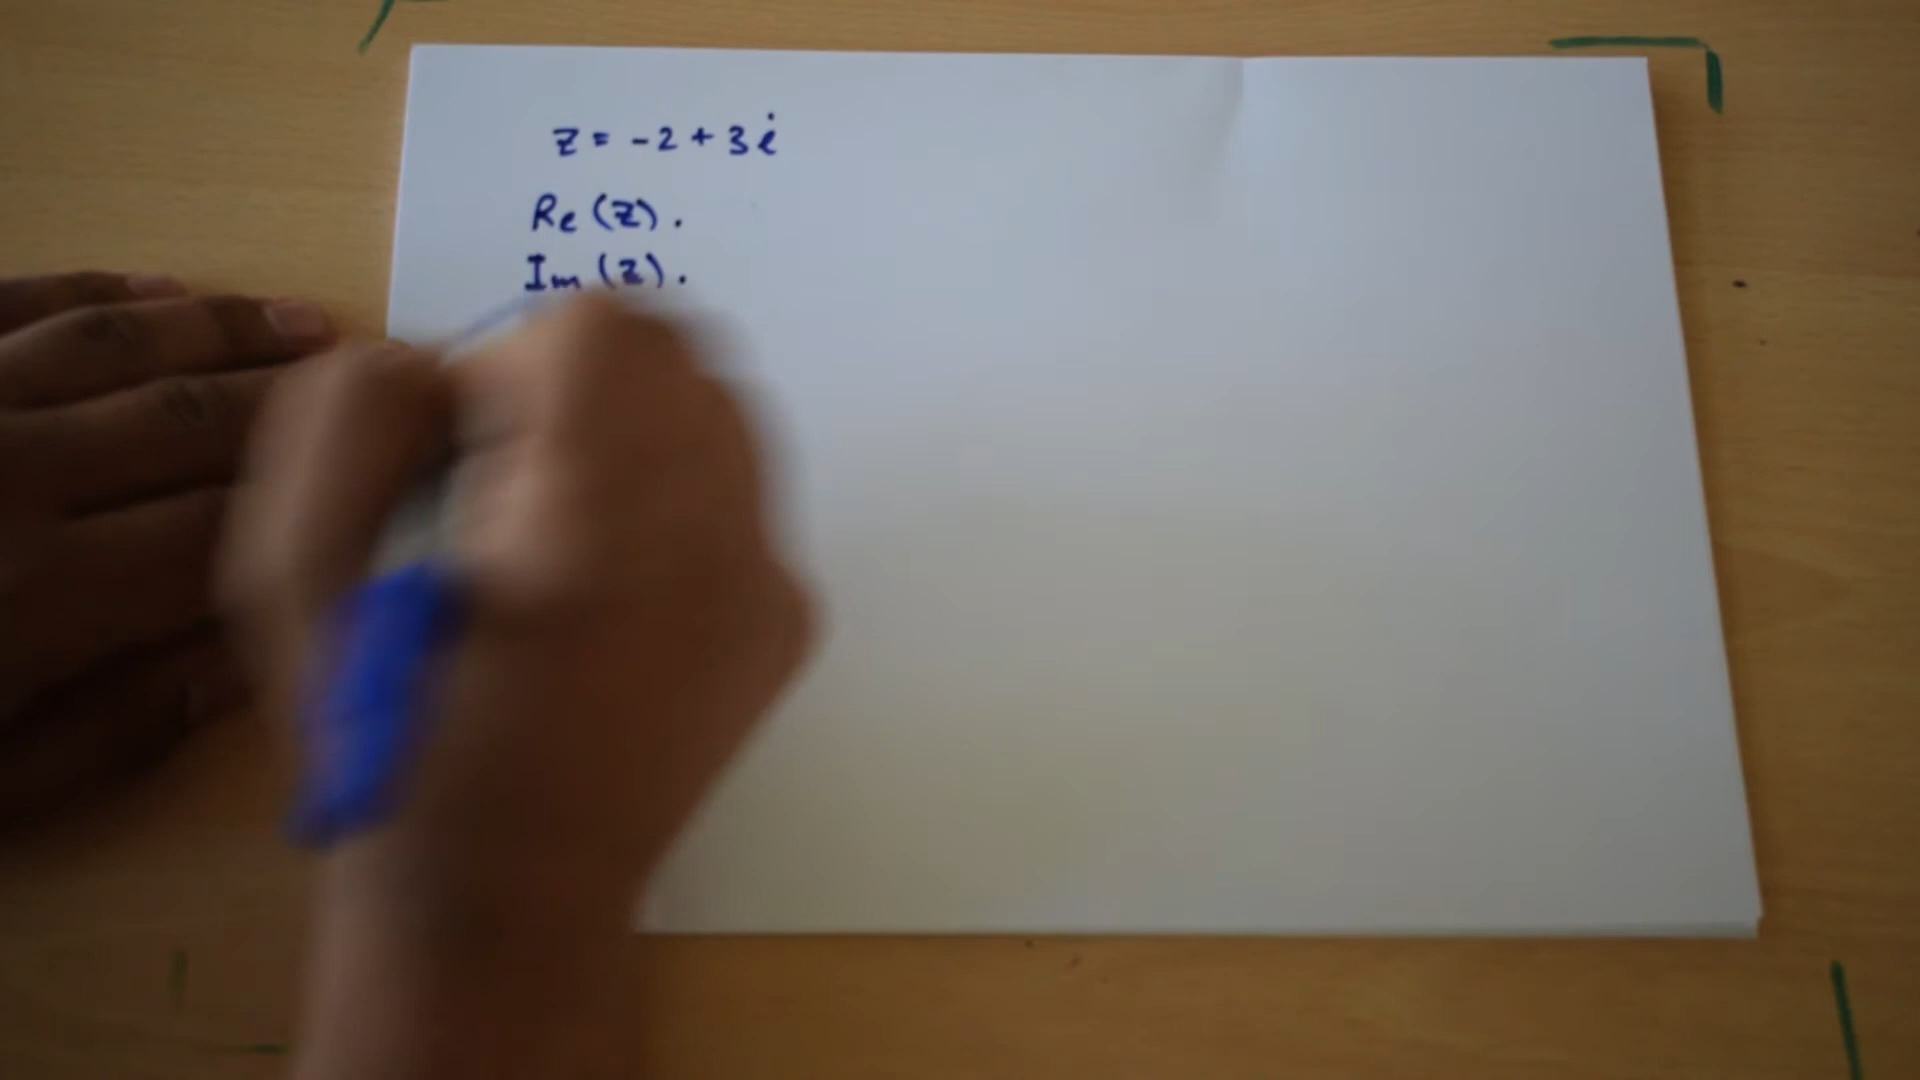 z = -2 + 3i
Re (z).
Im (z).